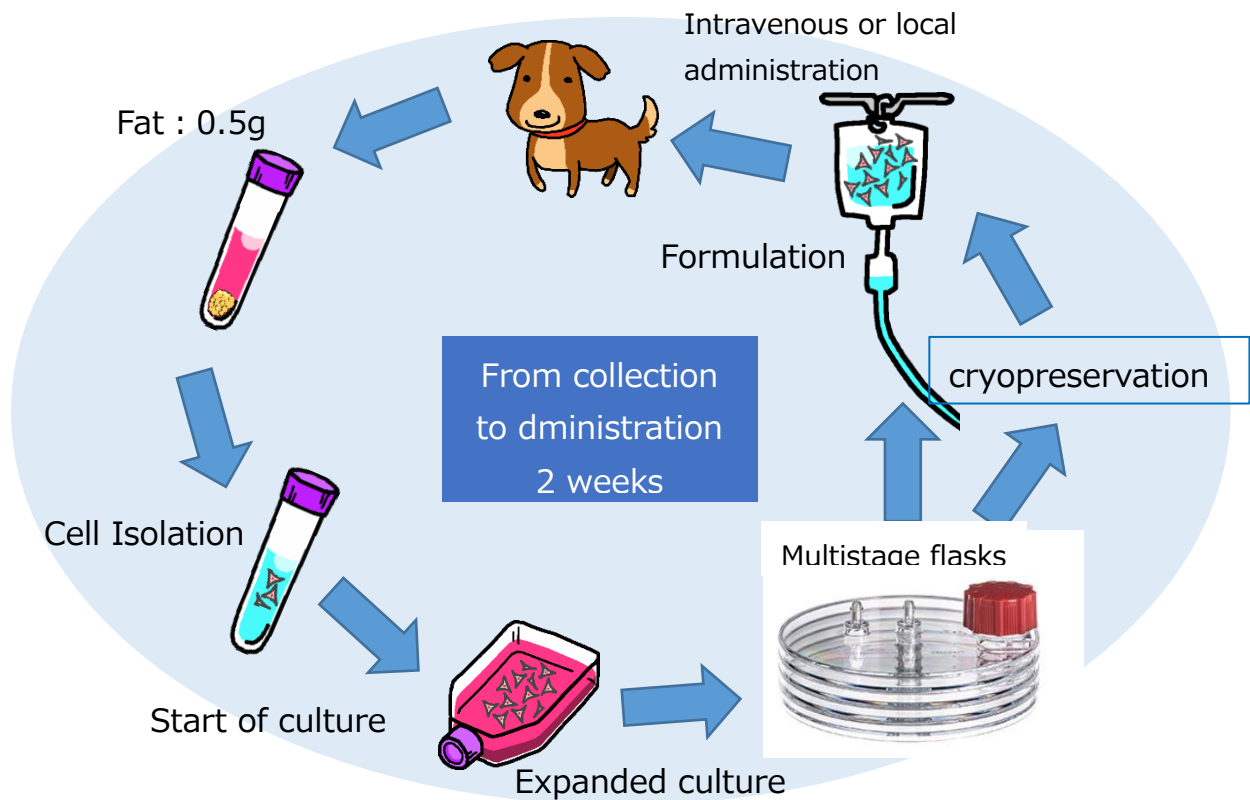 Intravenous or local
administration
Fat : 0.5g
Formulation
cryopreservation
From collection
to dministration
2 weeks
Cell Isolation
Multistage flasks
Start of culture
Expanded culture